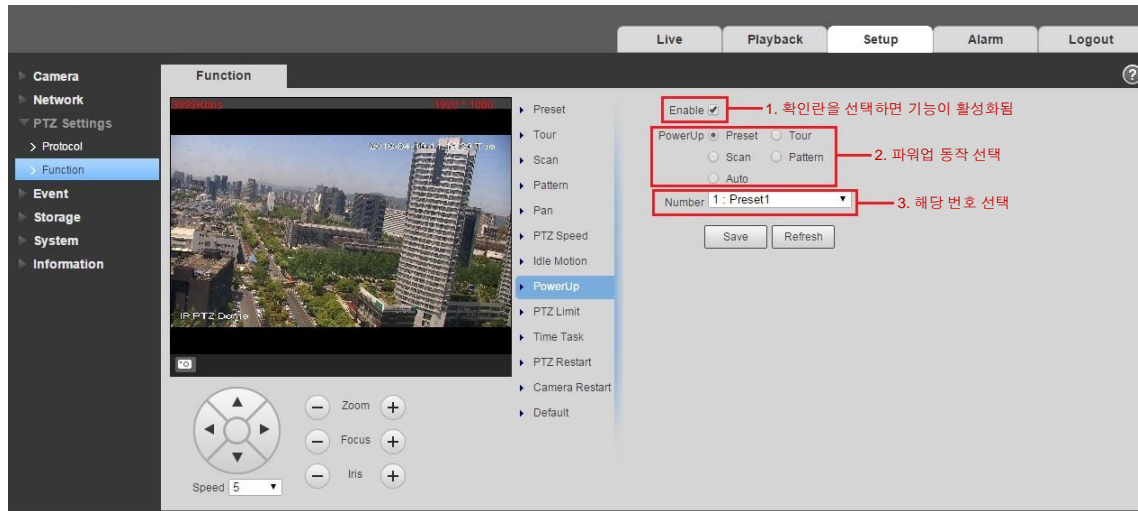 Live
Playback
Setup
Alarm
Logout
Camera
Network
PTZ Settings
Protocol
Function
Event
Storage
System
Information
Function
?
3992Kbps
1920 * 1080
IP PTZ Dome
Speed 5
Zoom
Focus
Iris
Preset
Tour
Scan
Pattern
Pan
PTZ Speed
Idle Motion
PowerUp
PTZ Limit
Time Task
PTZ Restart
Camera Restart
Default
Enable
1. 확인란을 선택하면 기능이 활성화됨
PowerUp Preset Tour
Scan Pattern
Auto
2. 파워업 동작 선택
Number 1 : Preset1
3. 해당 번호 선택
Save Refresh